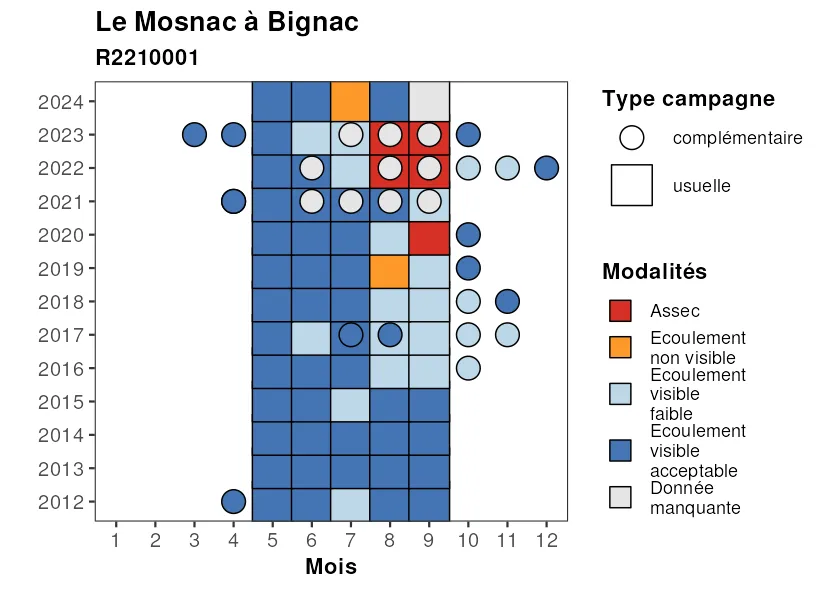 Le Mosnac à Bignac
R2210001
2024
2023
2022
2021
2020
2019
2018
2017
2016
2015
2014
2013
2012
1 2 3 4 5 6 7 8 9 10 11 12
Mois
Type campagne
complémentaire
usuelle
Modalités
Assec
Ecoulement
non visible
Ecoulement
visible
faible
Ecoulement
visible
acceptable
Donnée
manquante